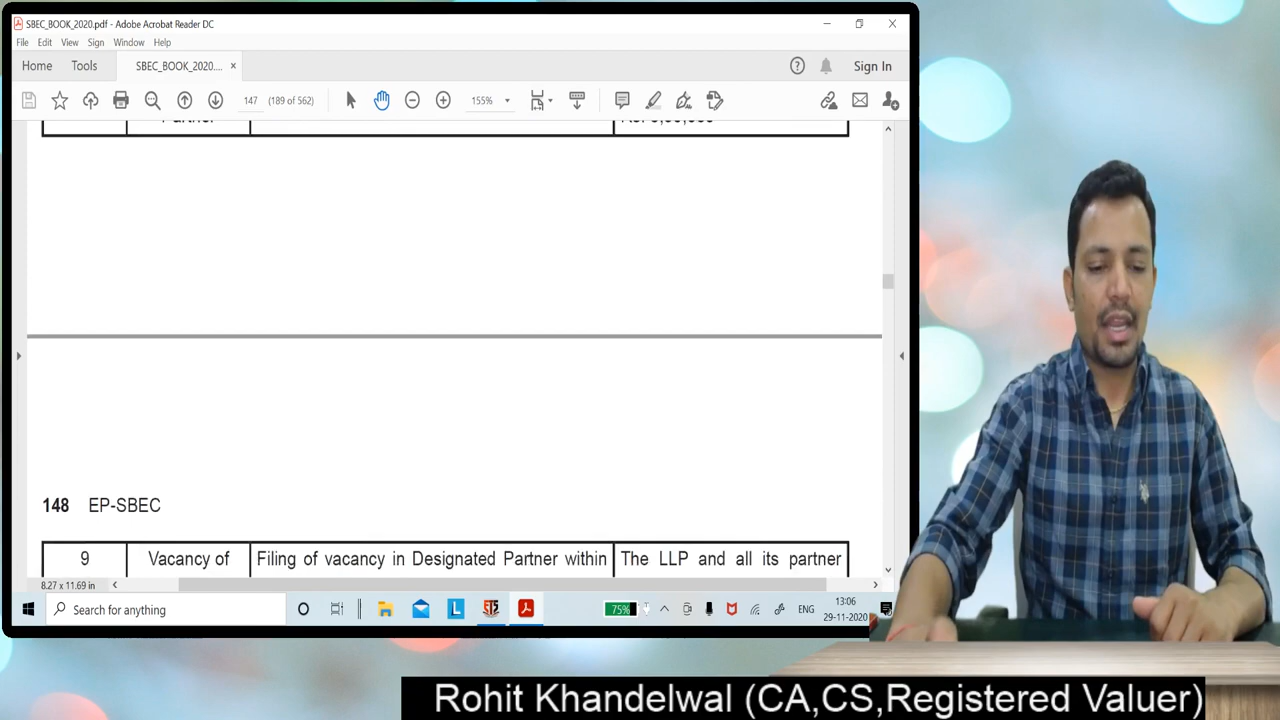 SBEC_BOOK_2020.pdf - Adobe Acrobat Reader DC
File Edit View Sign Window Help
Home Tools SBEC_BOOK_2020.... × Sign In
147 (189 of 562) 155%
Partner
148 EP-SBEC
9 Vacancy of Filing of vacancy in Designated Partner within The LLP and all its partner
8.27 x 11.69 in
Search for anything L 75% ENG 13:06
29-11-2020
Rohit Khandelwal (CA,CS,Registered Valuer)